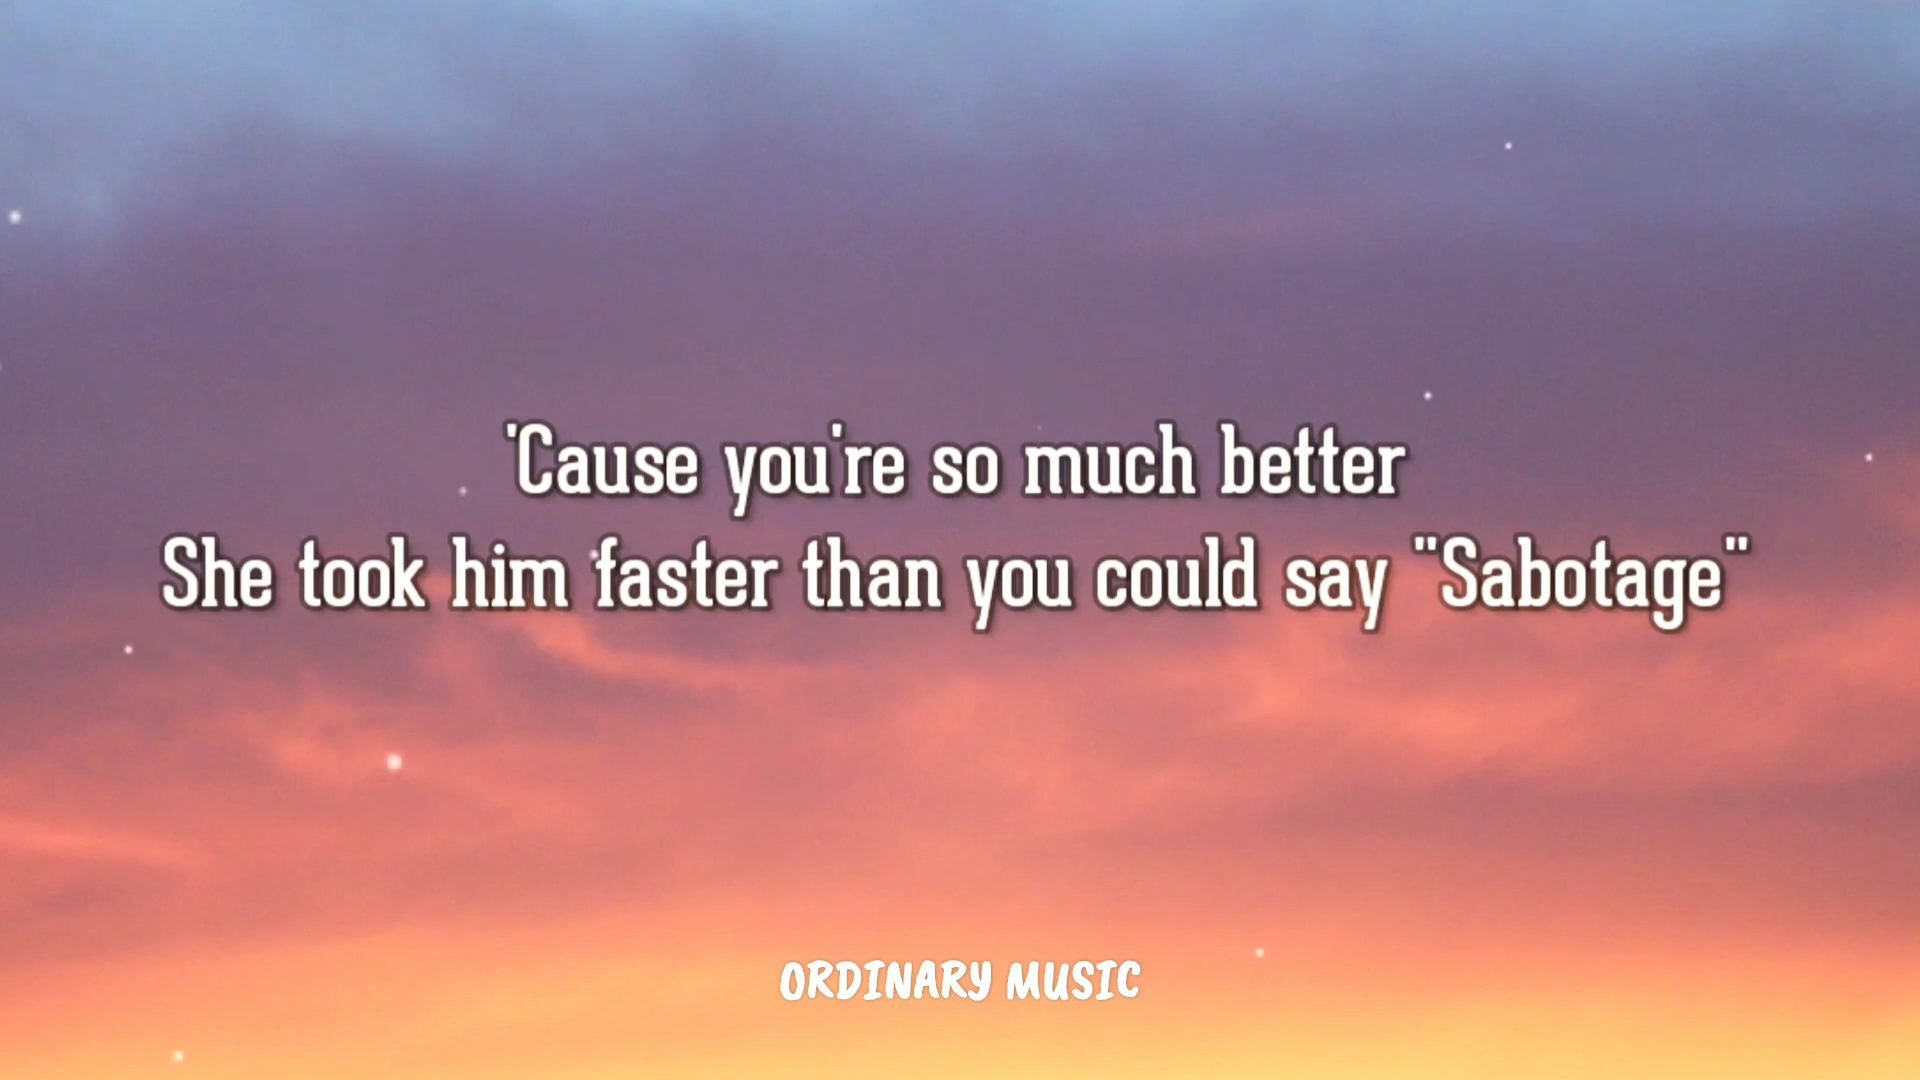 'Cause you're so much better
She took him faster than you could say "Sabotage"
ORDINARY MUSIC